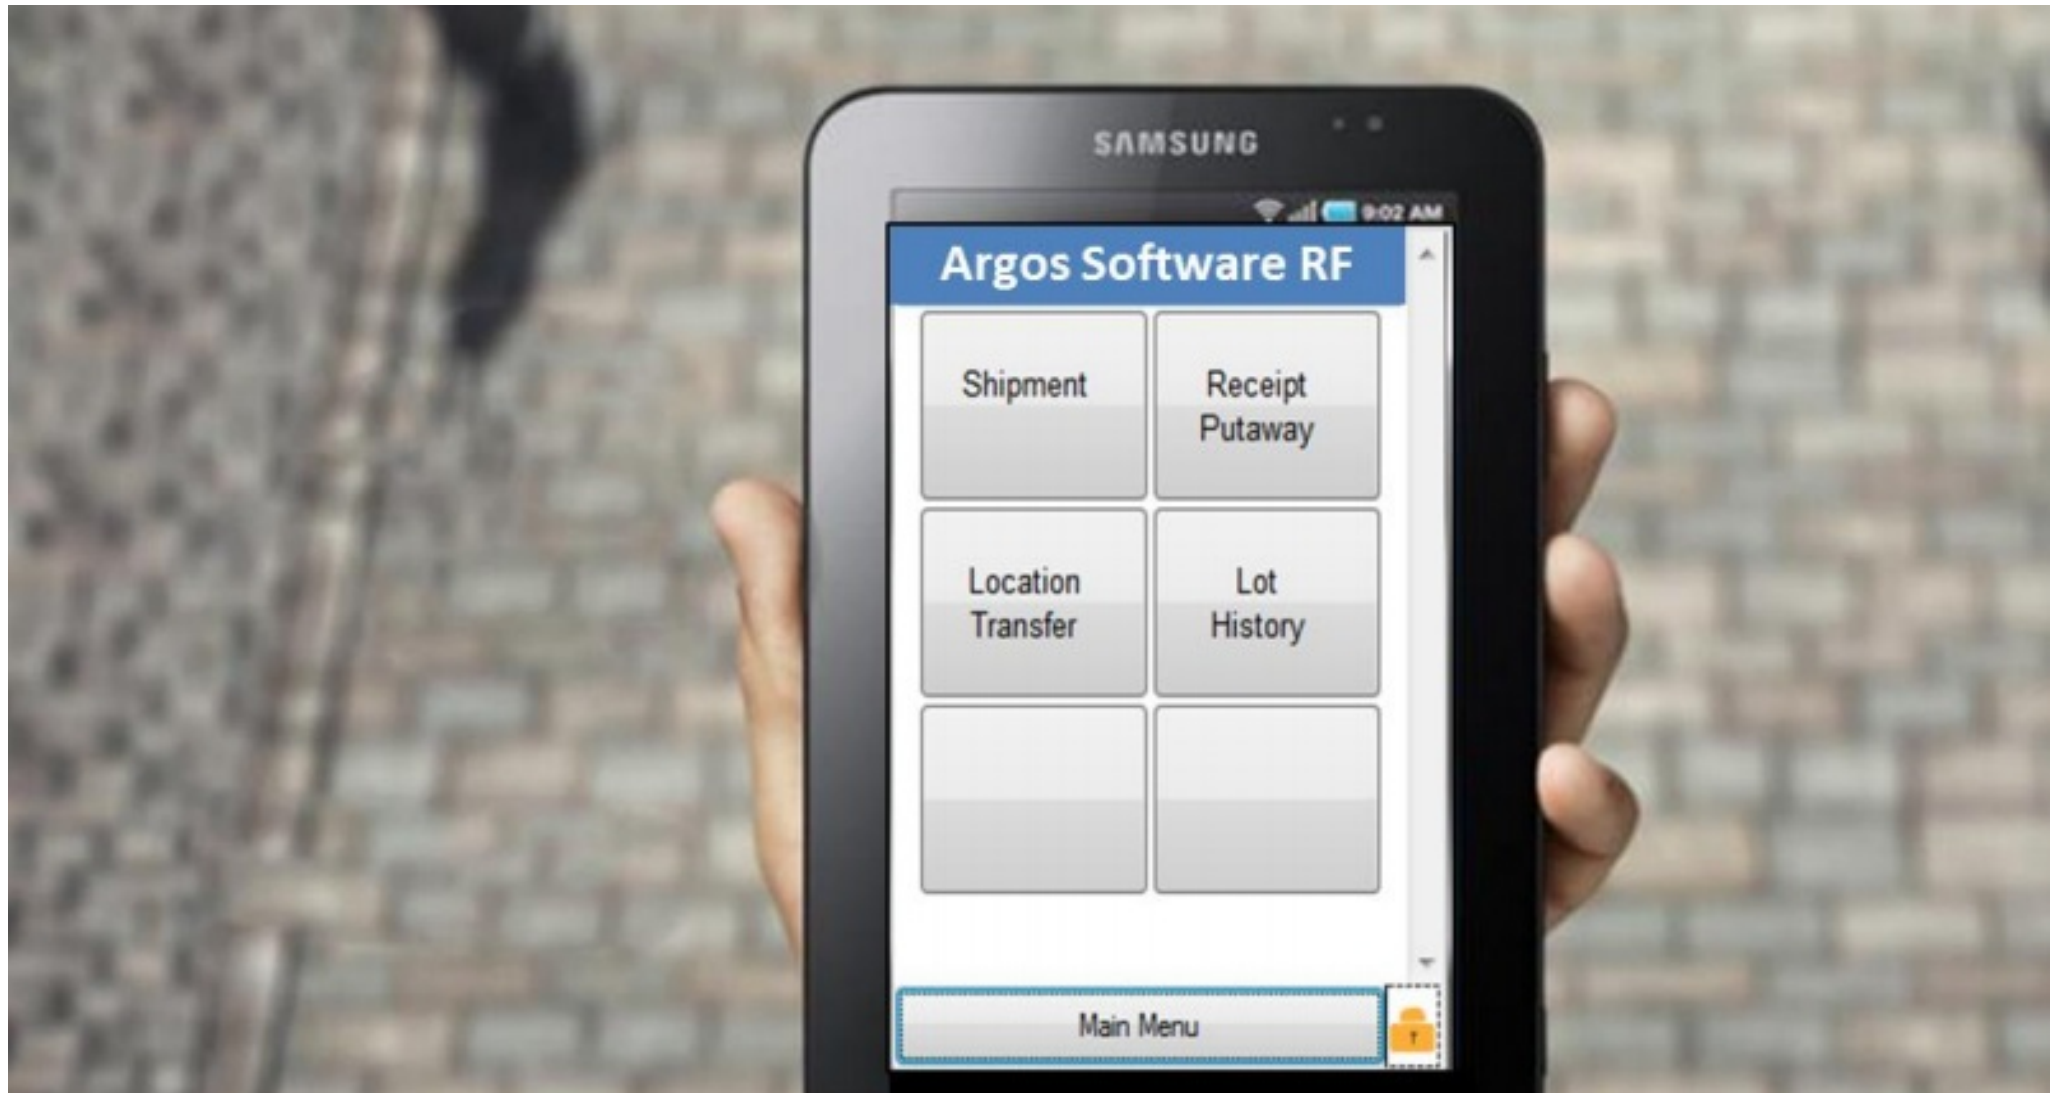 SAMSUNG
9:02 AM
Argos Software RF
Shipment
Receipt
Putaway
Location
Transfer
Lot
History
Main Menu